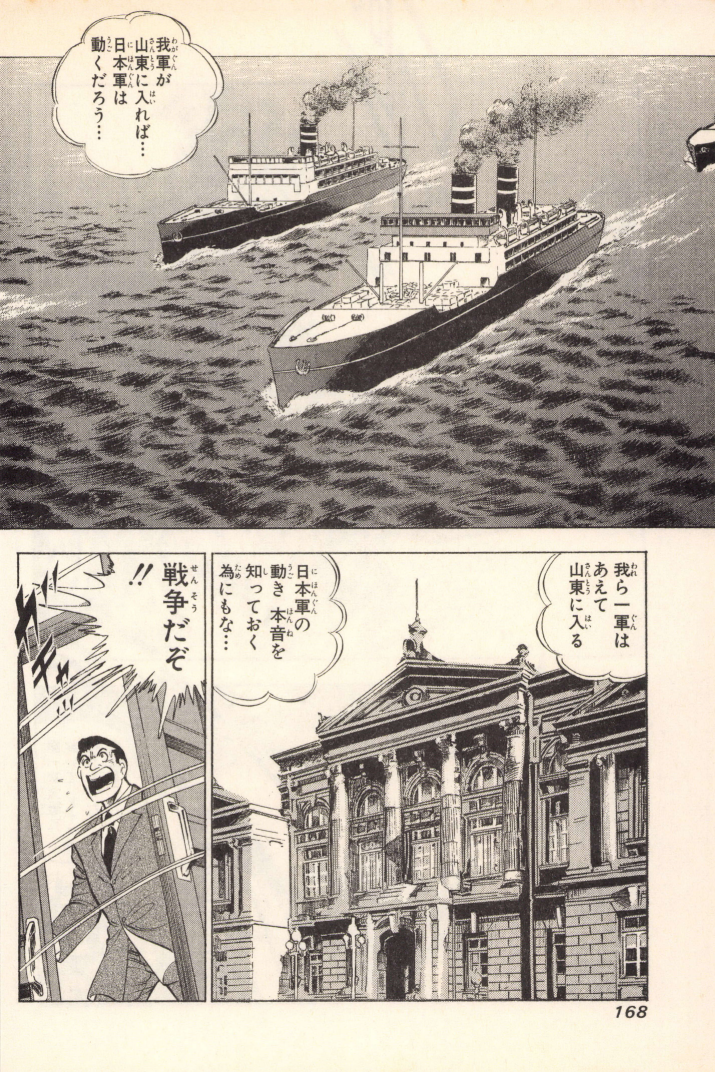 我軍が
山東に入れば…
日本軍は
動くだろう…
我ら一軍は
あえて
山東に入る
日本軍の
動き 本音を
知っておく
為にもな…
戦争だぞ
!!
ガチャ!!
168